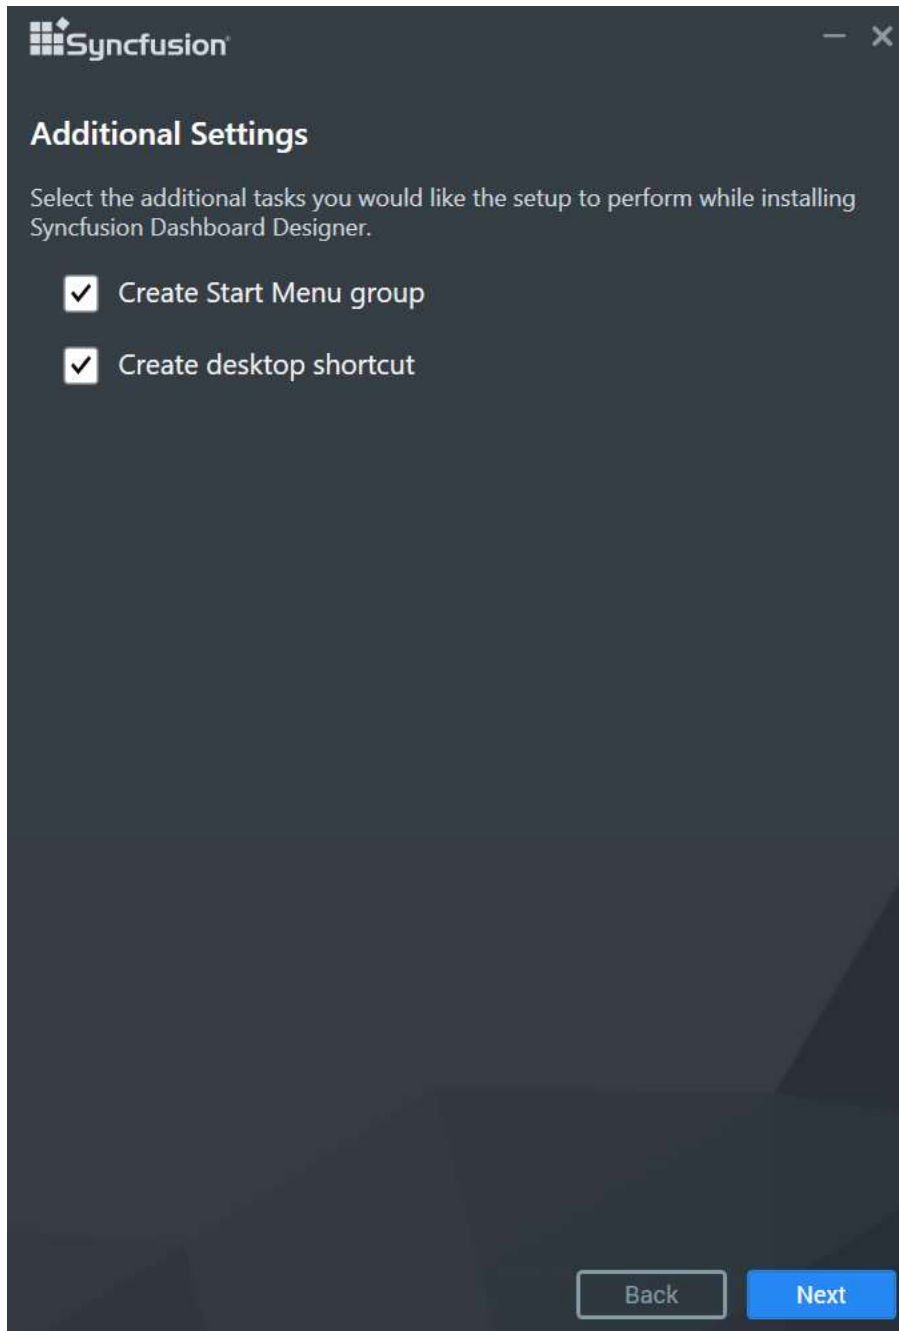 Syncfusion
Additional Settings
Select the additional tasks you would like the setup to perform while installing
Syncfusion Dashboard Designer.
Create Start Menu group
Create desktop shortcut
Back
Next